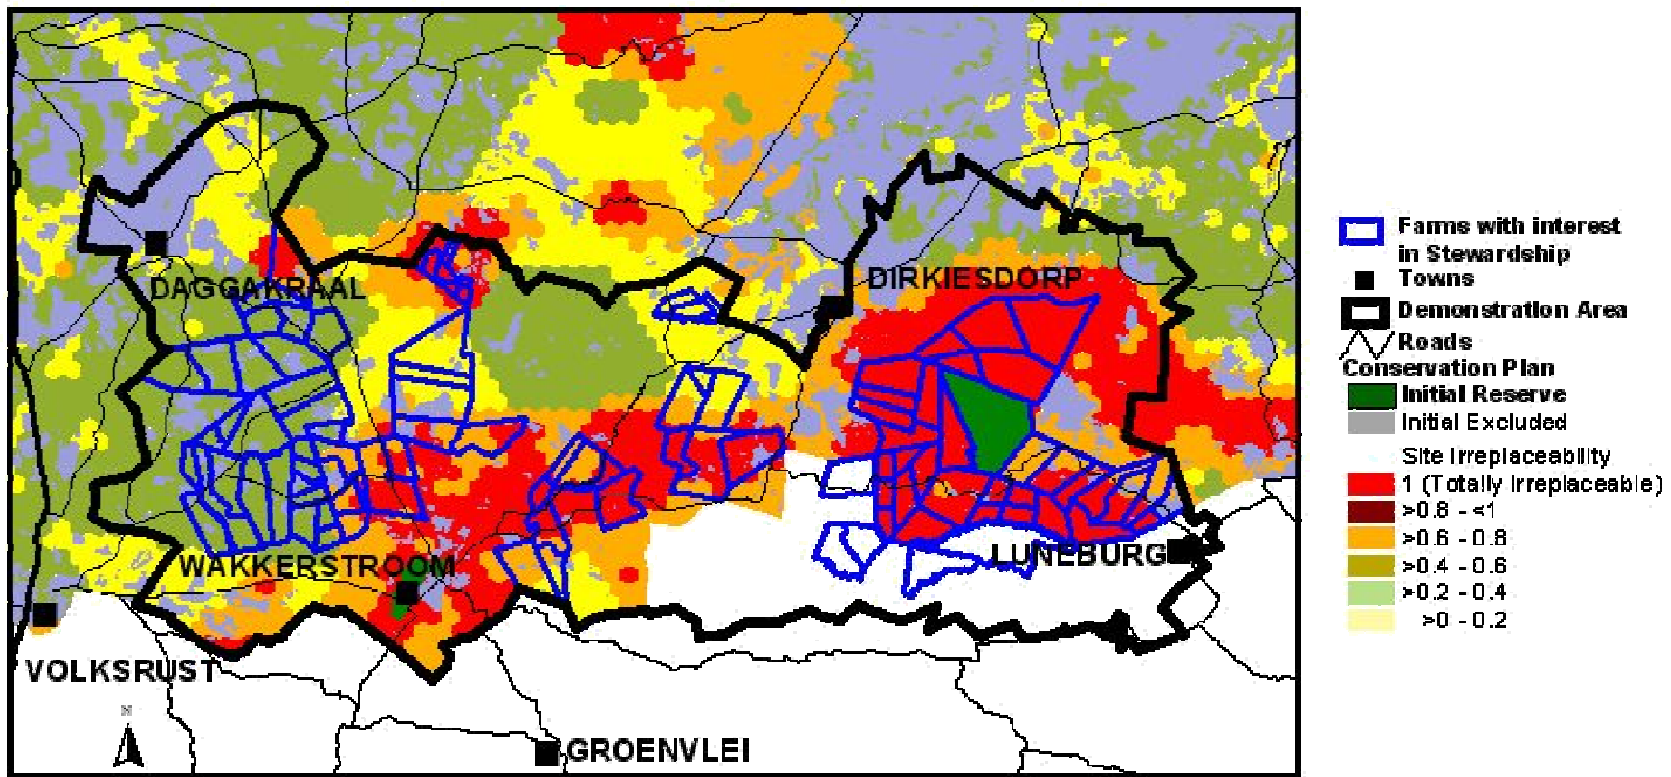 DAGGAKRAAL
DIRKIESDORP
WAKKERSTROOM
LUNEBURG
VOLKSRUST
N
GROENVLEI
Farms with interest
in Stewardship
Towns
Demonstration Area
Roads
Conservation Plan
Initial Reserve
Initial Excluded
Site Irreplaceability
1 (Totally Irreplaceable)
>0.8 - <1
>0.6 - 0.8
>0.4 - 0.6
>0.2 - 0.4
>0 - 0.2